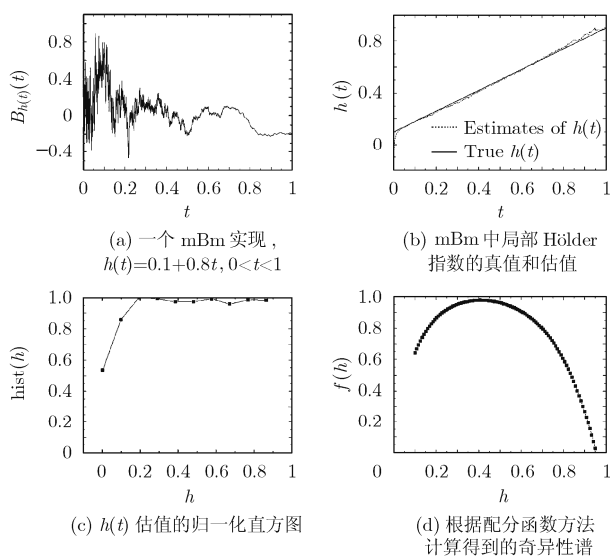 0.8
0.4
0
−0.4
B_{h(t)}(t)
0 0.2 0.4 0.6 0.8 1
t
(a) 一个 mBm 实现,
h(t)=0.1+0.8t, 0<t<1
0.8
0.4
0
h(t)
Estimates of h(t)
True h(t)
0 0.2 0.4 0.6 0.8 1
t
(b) mBm 中局部 Hölder
指数的真值和估值
1.0
0.8
0.6
0.4
0.2
0
hist(h)
0 0.2 0.4 0.6 0.8 1
h
(c) h(t) 估值的归一化直方图
1.0
0.8
0.6
0.4
0.2
f(h)
0 0 0.2 0.4 0.6 0.8 1
h
(d) 根据配分函数方法
计算得到的奇异性谱